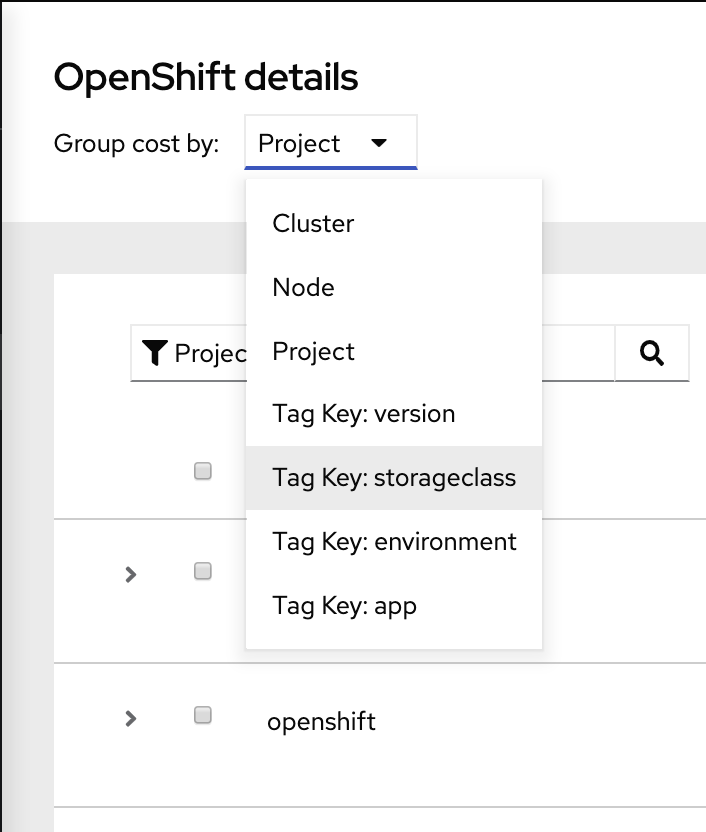 OpenShift details
Group cost by: Project
Cluster
Node
Project
Tag Key: version
Tag Key: storageclass
Tag Key: environment
Tag Key: app
Projec
openshift